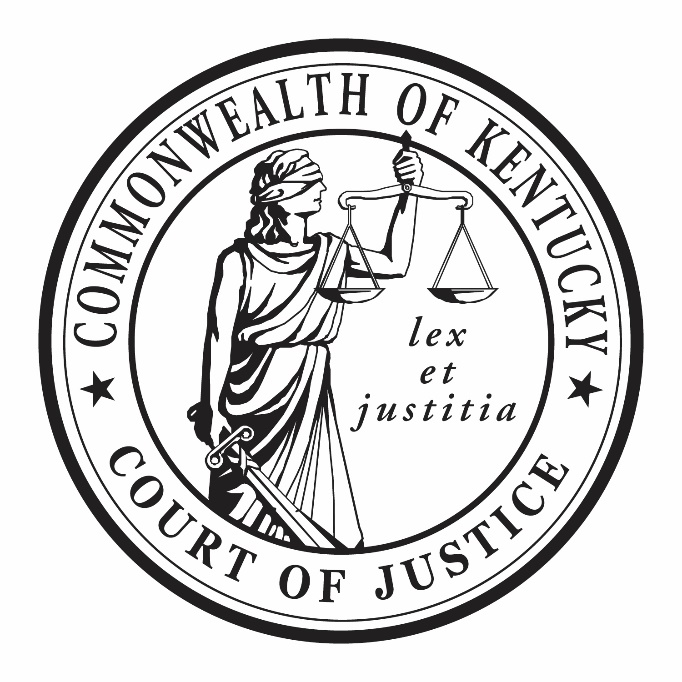 COMMONWEALTH OF KENTUCKY
lex
et
justitia
COURT OF JUSTICE